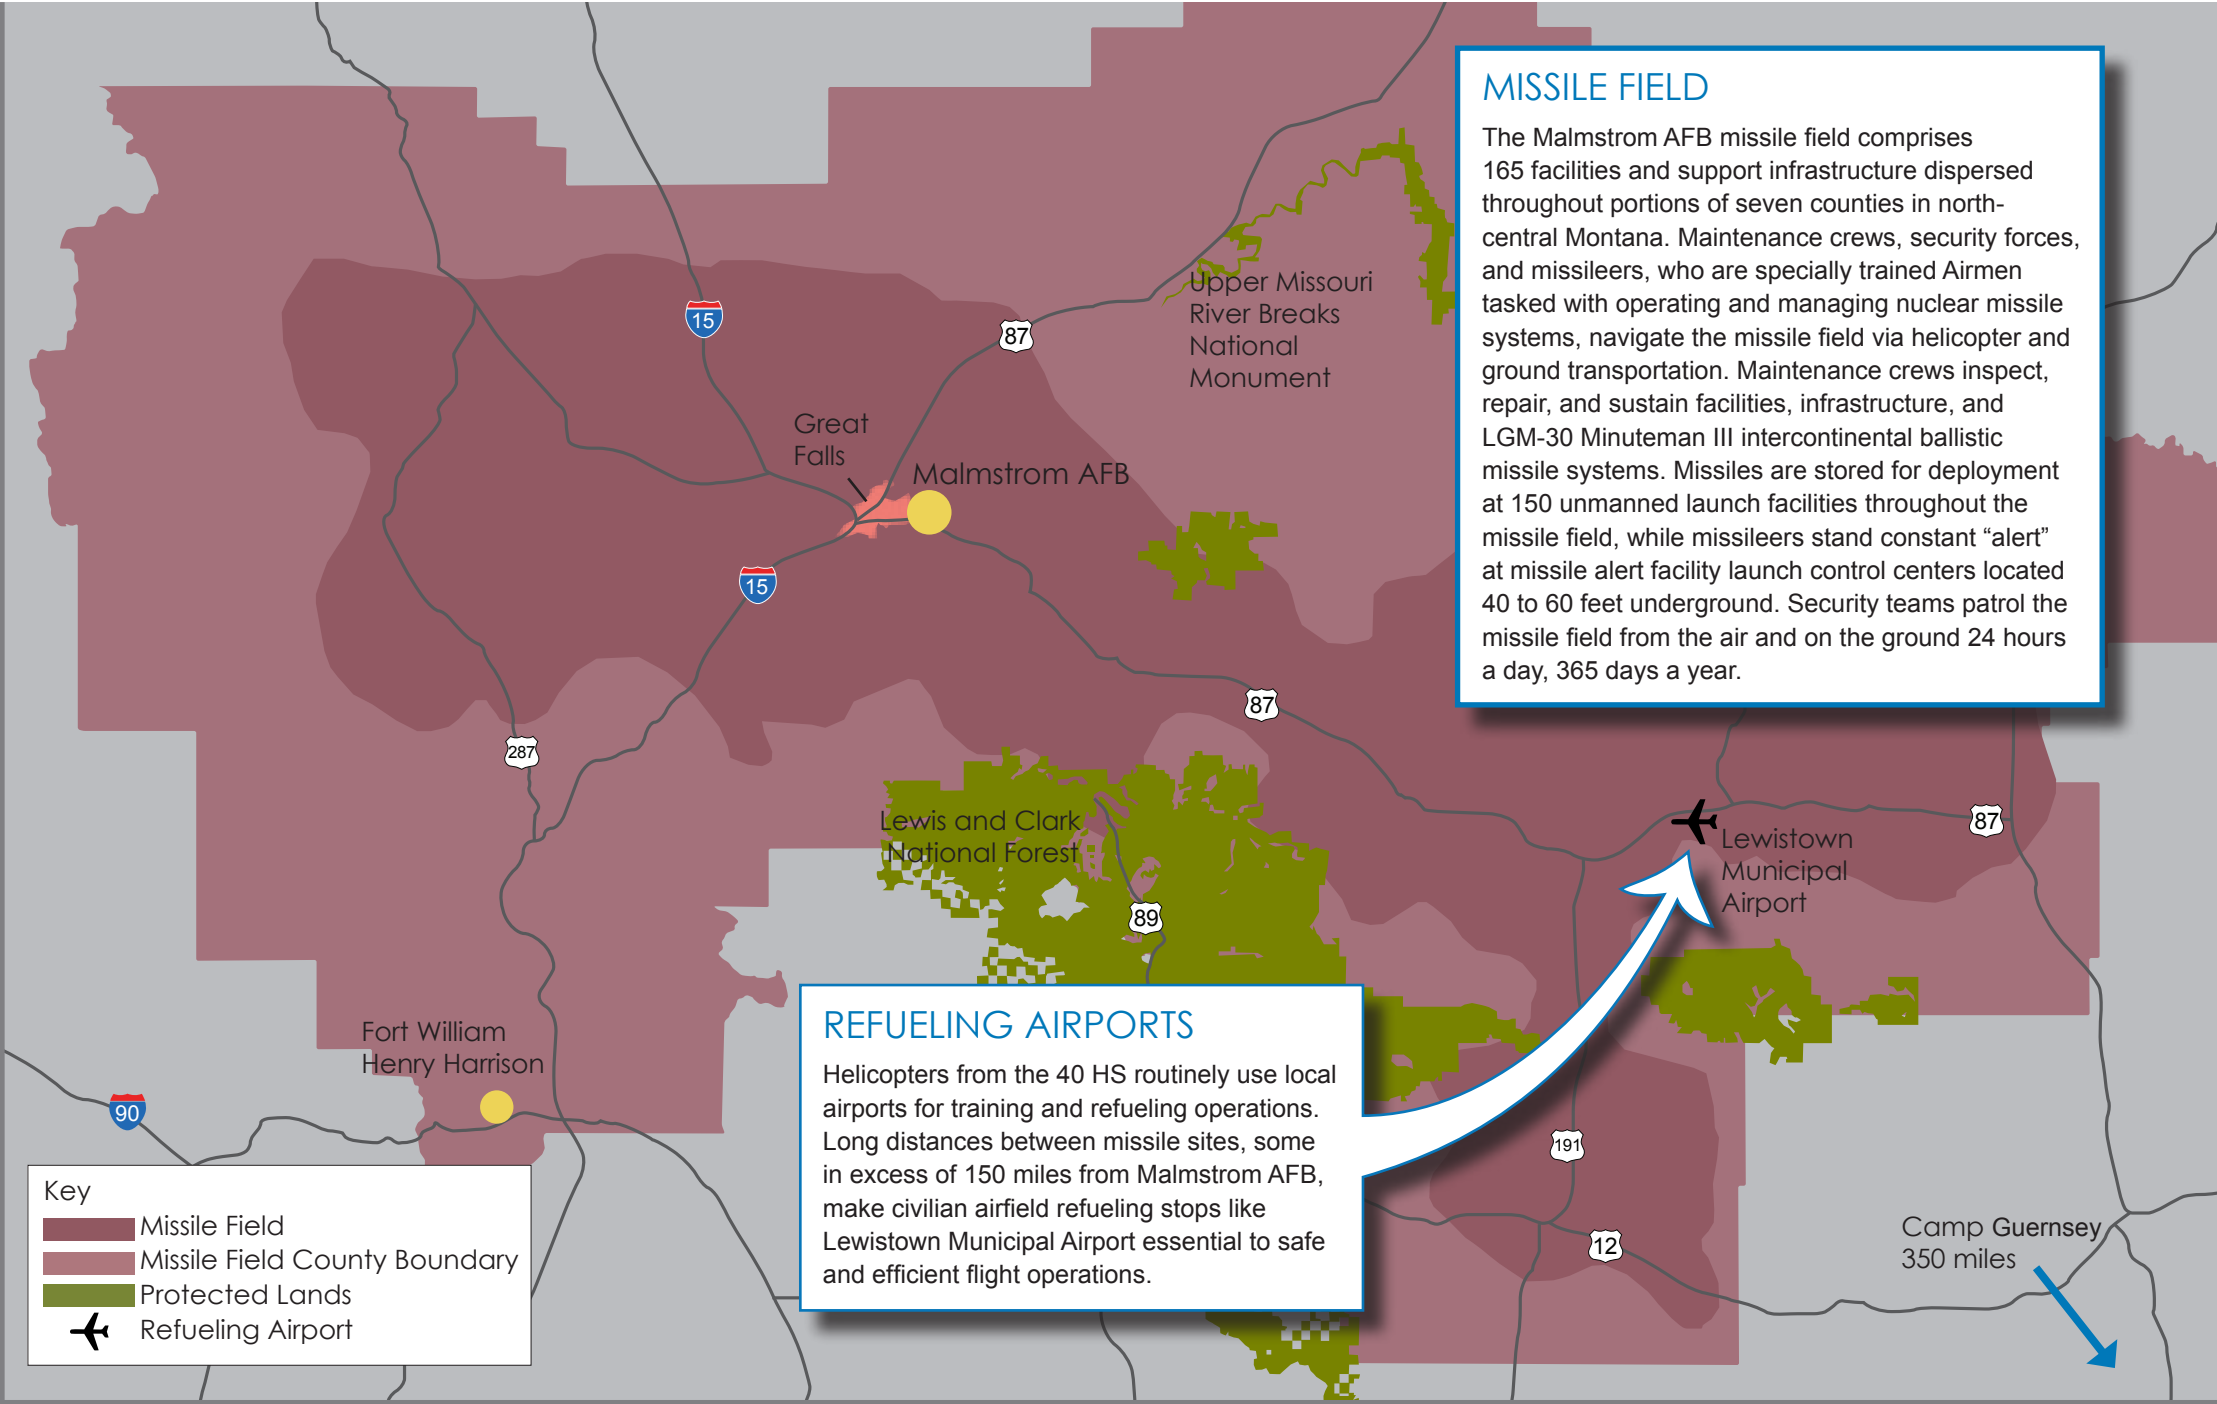 MISSILE FIELD
The Malmstrom AFB missile field comprises
165 facilities and support infrastructure dispersed
throughout portions of seven counties in north-
central Montana. Maintenance crews, security forces,
and missileers, who are specially trained Airmen
tasked with operating and managing nuclear missile
systems, navigate the missile field via helicopter and
ground transportation. Maintenance crews inspect,
repair, and sustain facilities, infrastructure, and
LGM-30 Minuteman III intercontinental ballistic
missile systems. Missiles are stored for deployment
at 150 unmanned launch facilities throughout the
missile field, while missileers stand constant “alert”
at missile alert facility launch control centers located
40 to 60 feet underground. Security teams patrol the
missile field from the air and on the ground 24 hours
a day, 365 days a year.
Upper Missouri
River Breaks
National
Monument
15
87
Great
Falls
Malmstrom AFB
15
87
287
Lewis and Clark
National Forest
89
87
Lewistown
Municipal
Airport
REFUELING AIRPORTS
Helicopters from the 40 HS routinely use local
airports for training and refueling operations.
Long distances between missile sites, some
in excess of 150 miles from Malmstrom AFB,
make civilian airfield refueling stops like
Lewistown Municipal Airport essential to safe
and efficient flight operations.
Fort William
Henry Harrison
90
191
12
Camp Guernsey
350 miles
Key
Missile Field
Missile Field County Boundary
Protected Lands
Refueling Airport